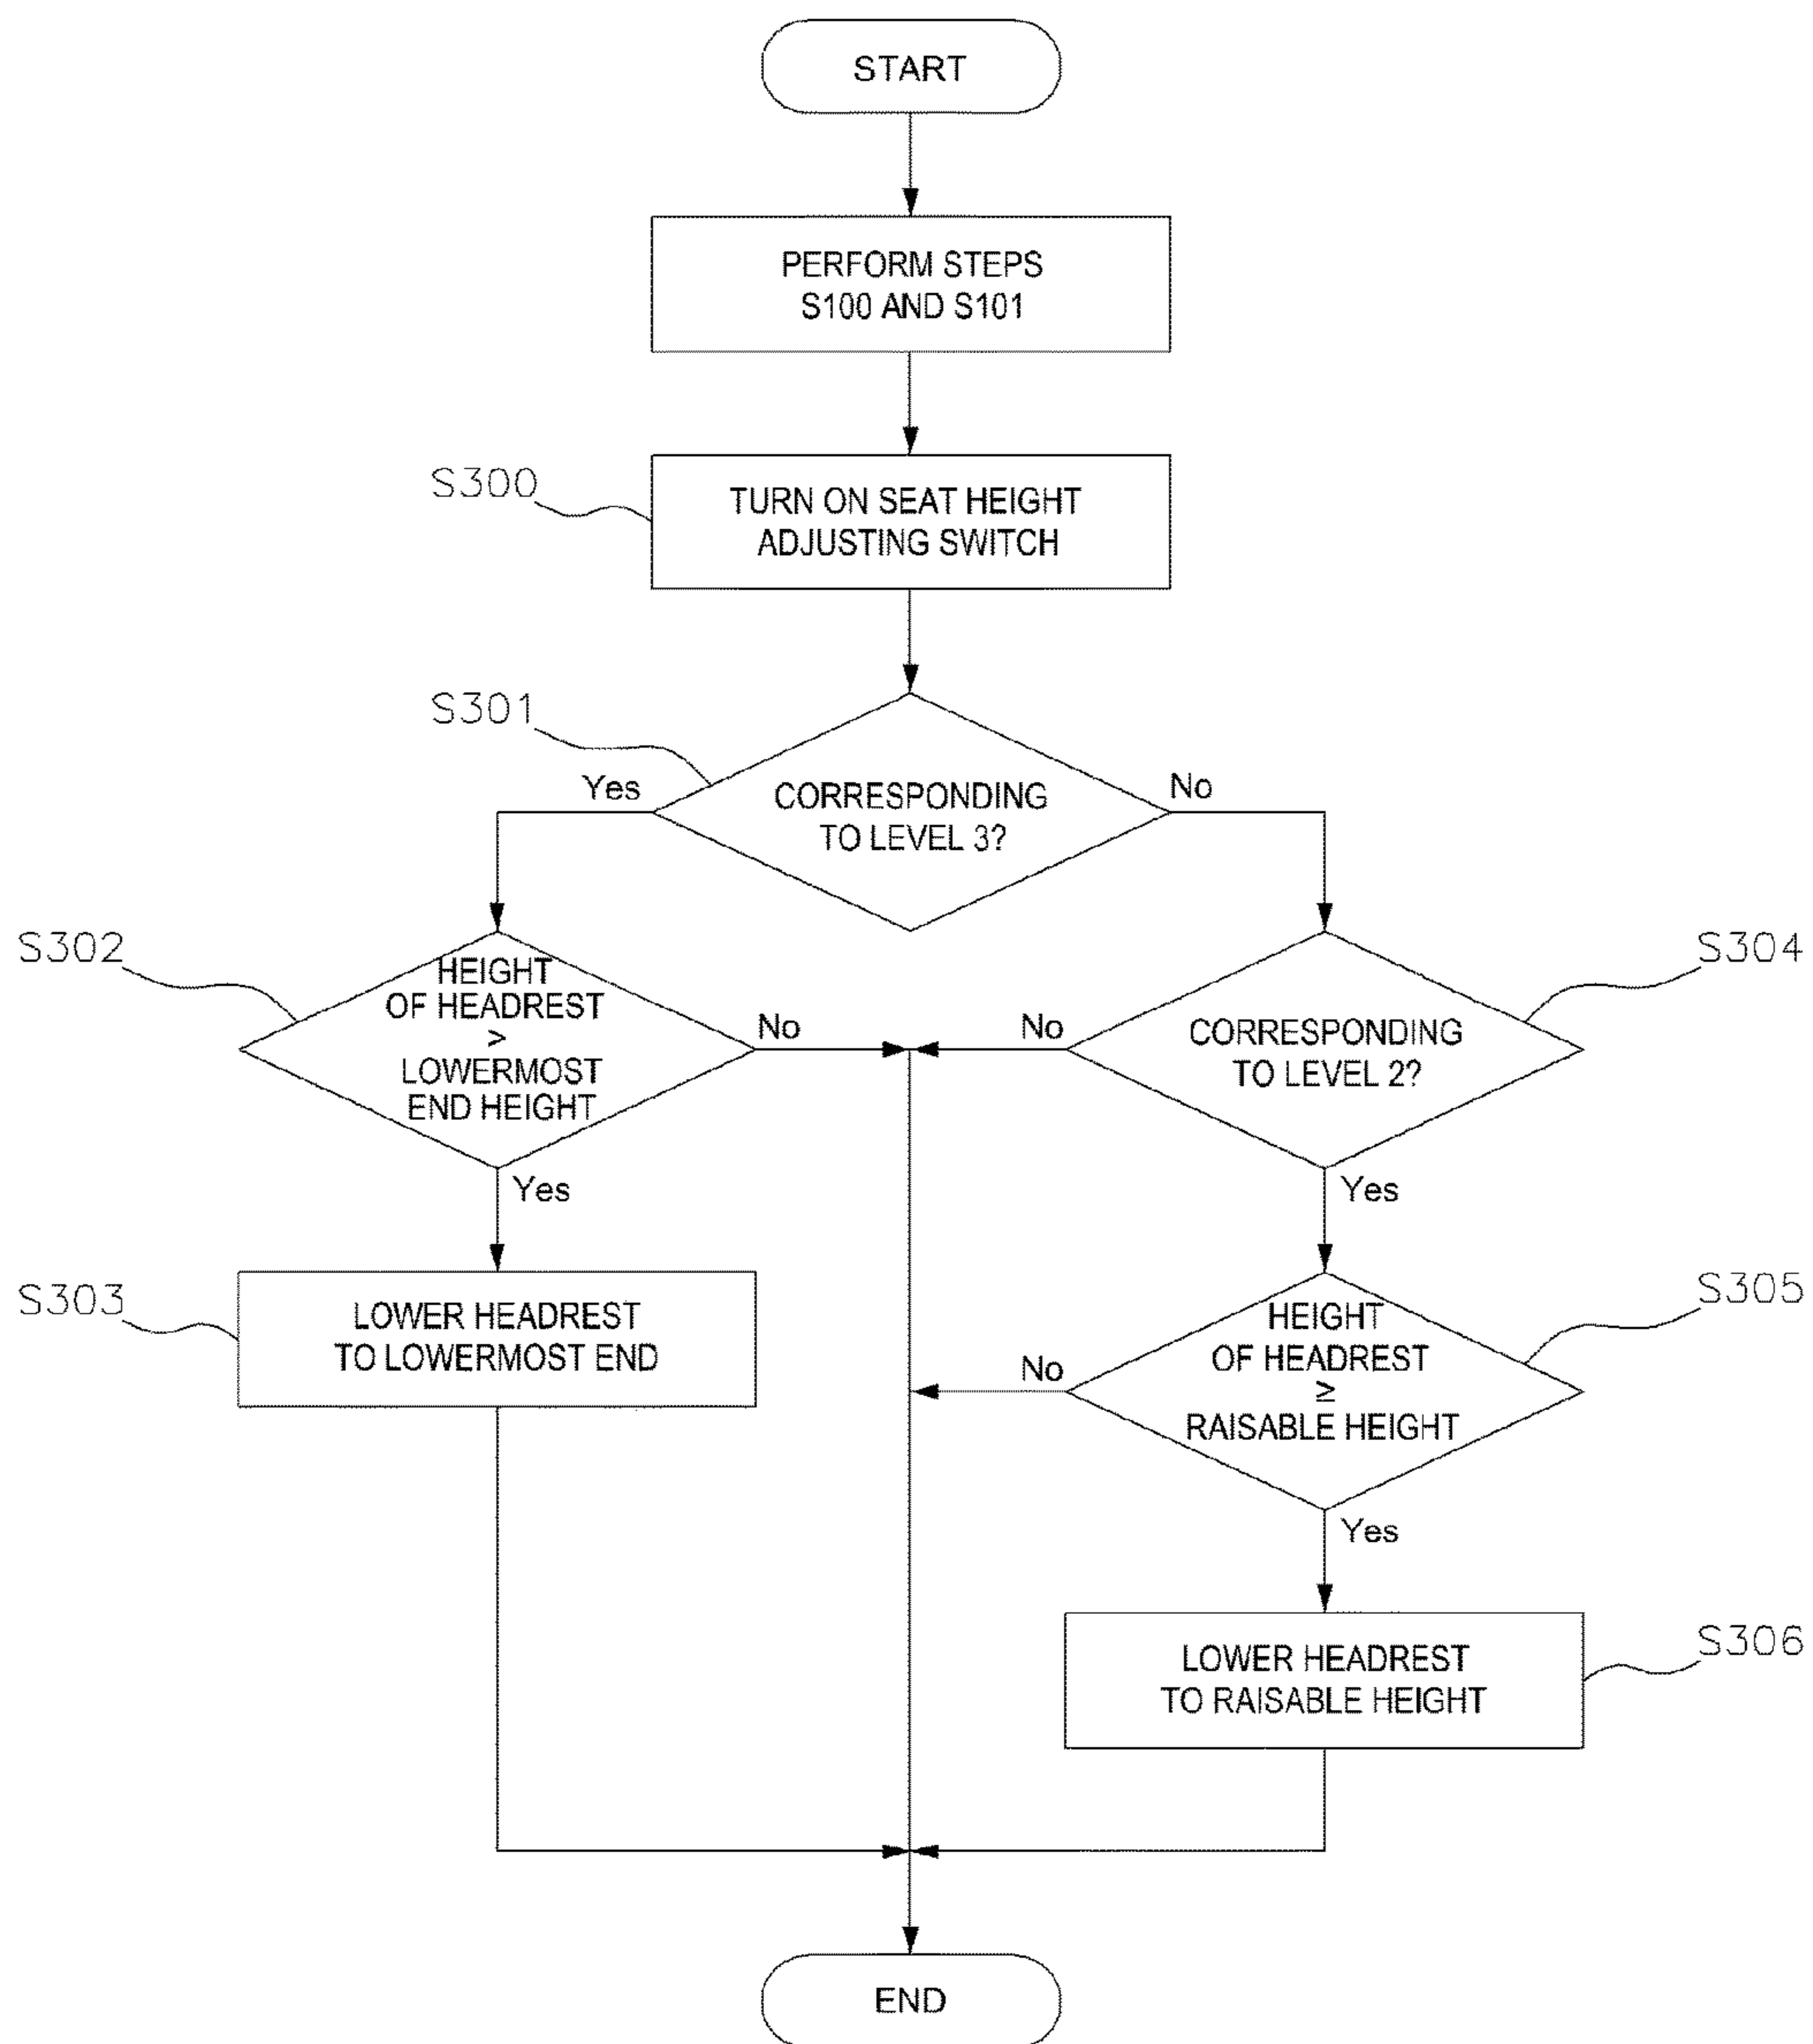 START
PERFORM STEPS
S100 AND S101
S300
TURN ON SEAT HEIGHT
ADJUSTING SWITCH
S301
Yes
CORRESPONDING
TO LEVEL 3?
No
S302
HEIGHT
OF HEADREST
>
LOWERMOST
END HEIGHT
No
Yes
S304
No
CORRESPONDING
TO LEVEL 2?
Yes
S303
LOWER HEADREST
TO LOWERMOST END
S305
No
HEIGHT
OF HEADREST
≥
RAISABLE HEIGHT
Yes
S306
LOWER HEADREST
TO RAISABLE HEIGHT
END